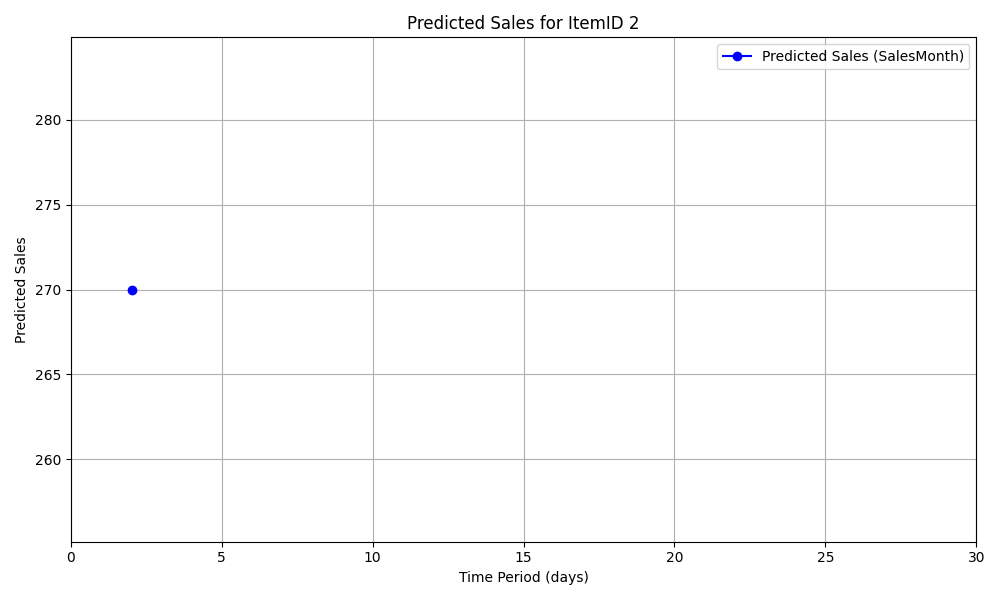 Predicted Sales for ItemID 2
Predicted Sales (SalesMonth)
280
275
270
265
260
Predicted Sales
0 5 10 15 20 25 30
Time Period (days)